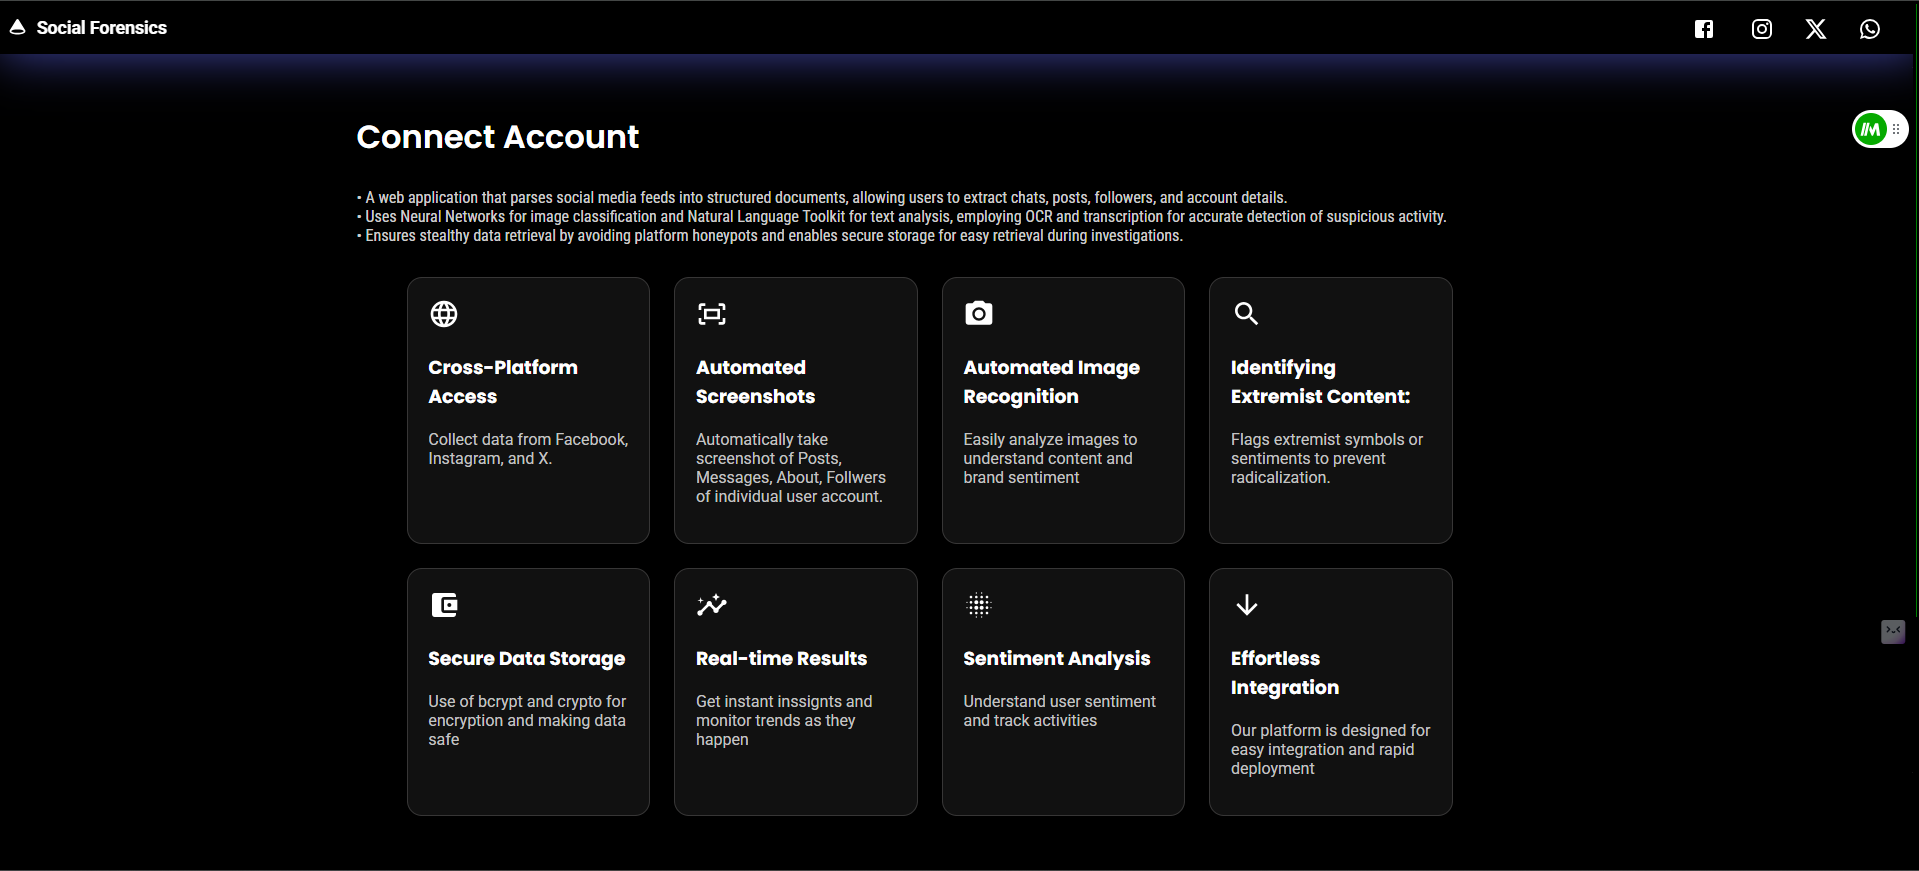 Social Forensics
Connect Account
• A web application that parses social media feeds into structured documents, allowing users to extract chats, posts, followers, and account details.
• Uses Neural Networks for image classification and Natural Language Toolkit for text analysis, employing OCR and transcription for accurate detection of suspicious activity.
• Ensures stealthy data retrieval by avoiding platform honeypots and enables secure storage for easy retrieval during investigations.
Cross-Platform
Access
Collect data from Facebook,
Instagram, and X.
Automated
Screenshots
Automatically take
screenshot of Posts,
Messages, About, Follwers
of individual user account.
Automated Image
Recognition
Easily analyze images to
understand content and
brand sentiment
Identifying
Extremist Content:
Flags extremist symbols or
sentiments to prevent
radicalization.
Secure Data Storage
Use of bcrypt and crypto for
encryption and making data
safe
Real-time Results
Get instant inssignts and
monitor trends as they
happen
Sentiment Analysis
Understand user sentiment
and track activities
Effortless
Integration
Our platform is designed for
easy integration and rapid
deployment